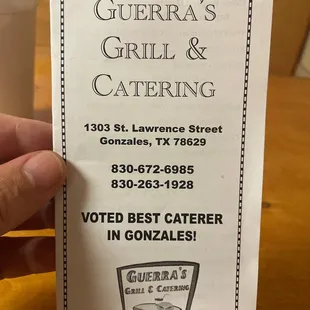 GUERRA'S
GRILL &
CATERING
1303 St. Lawrence Street
Gonzales, TX 78629
830-672-6985
830-263-1928
VOTED BEST CATERER
IN GONZALES!
GUERRA'S
GRILL & CATERING